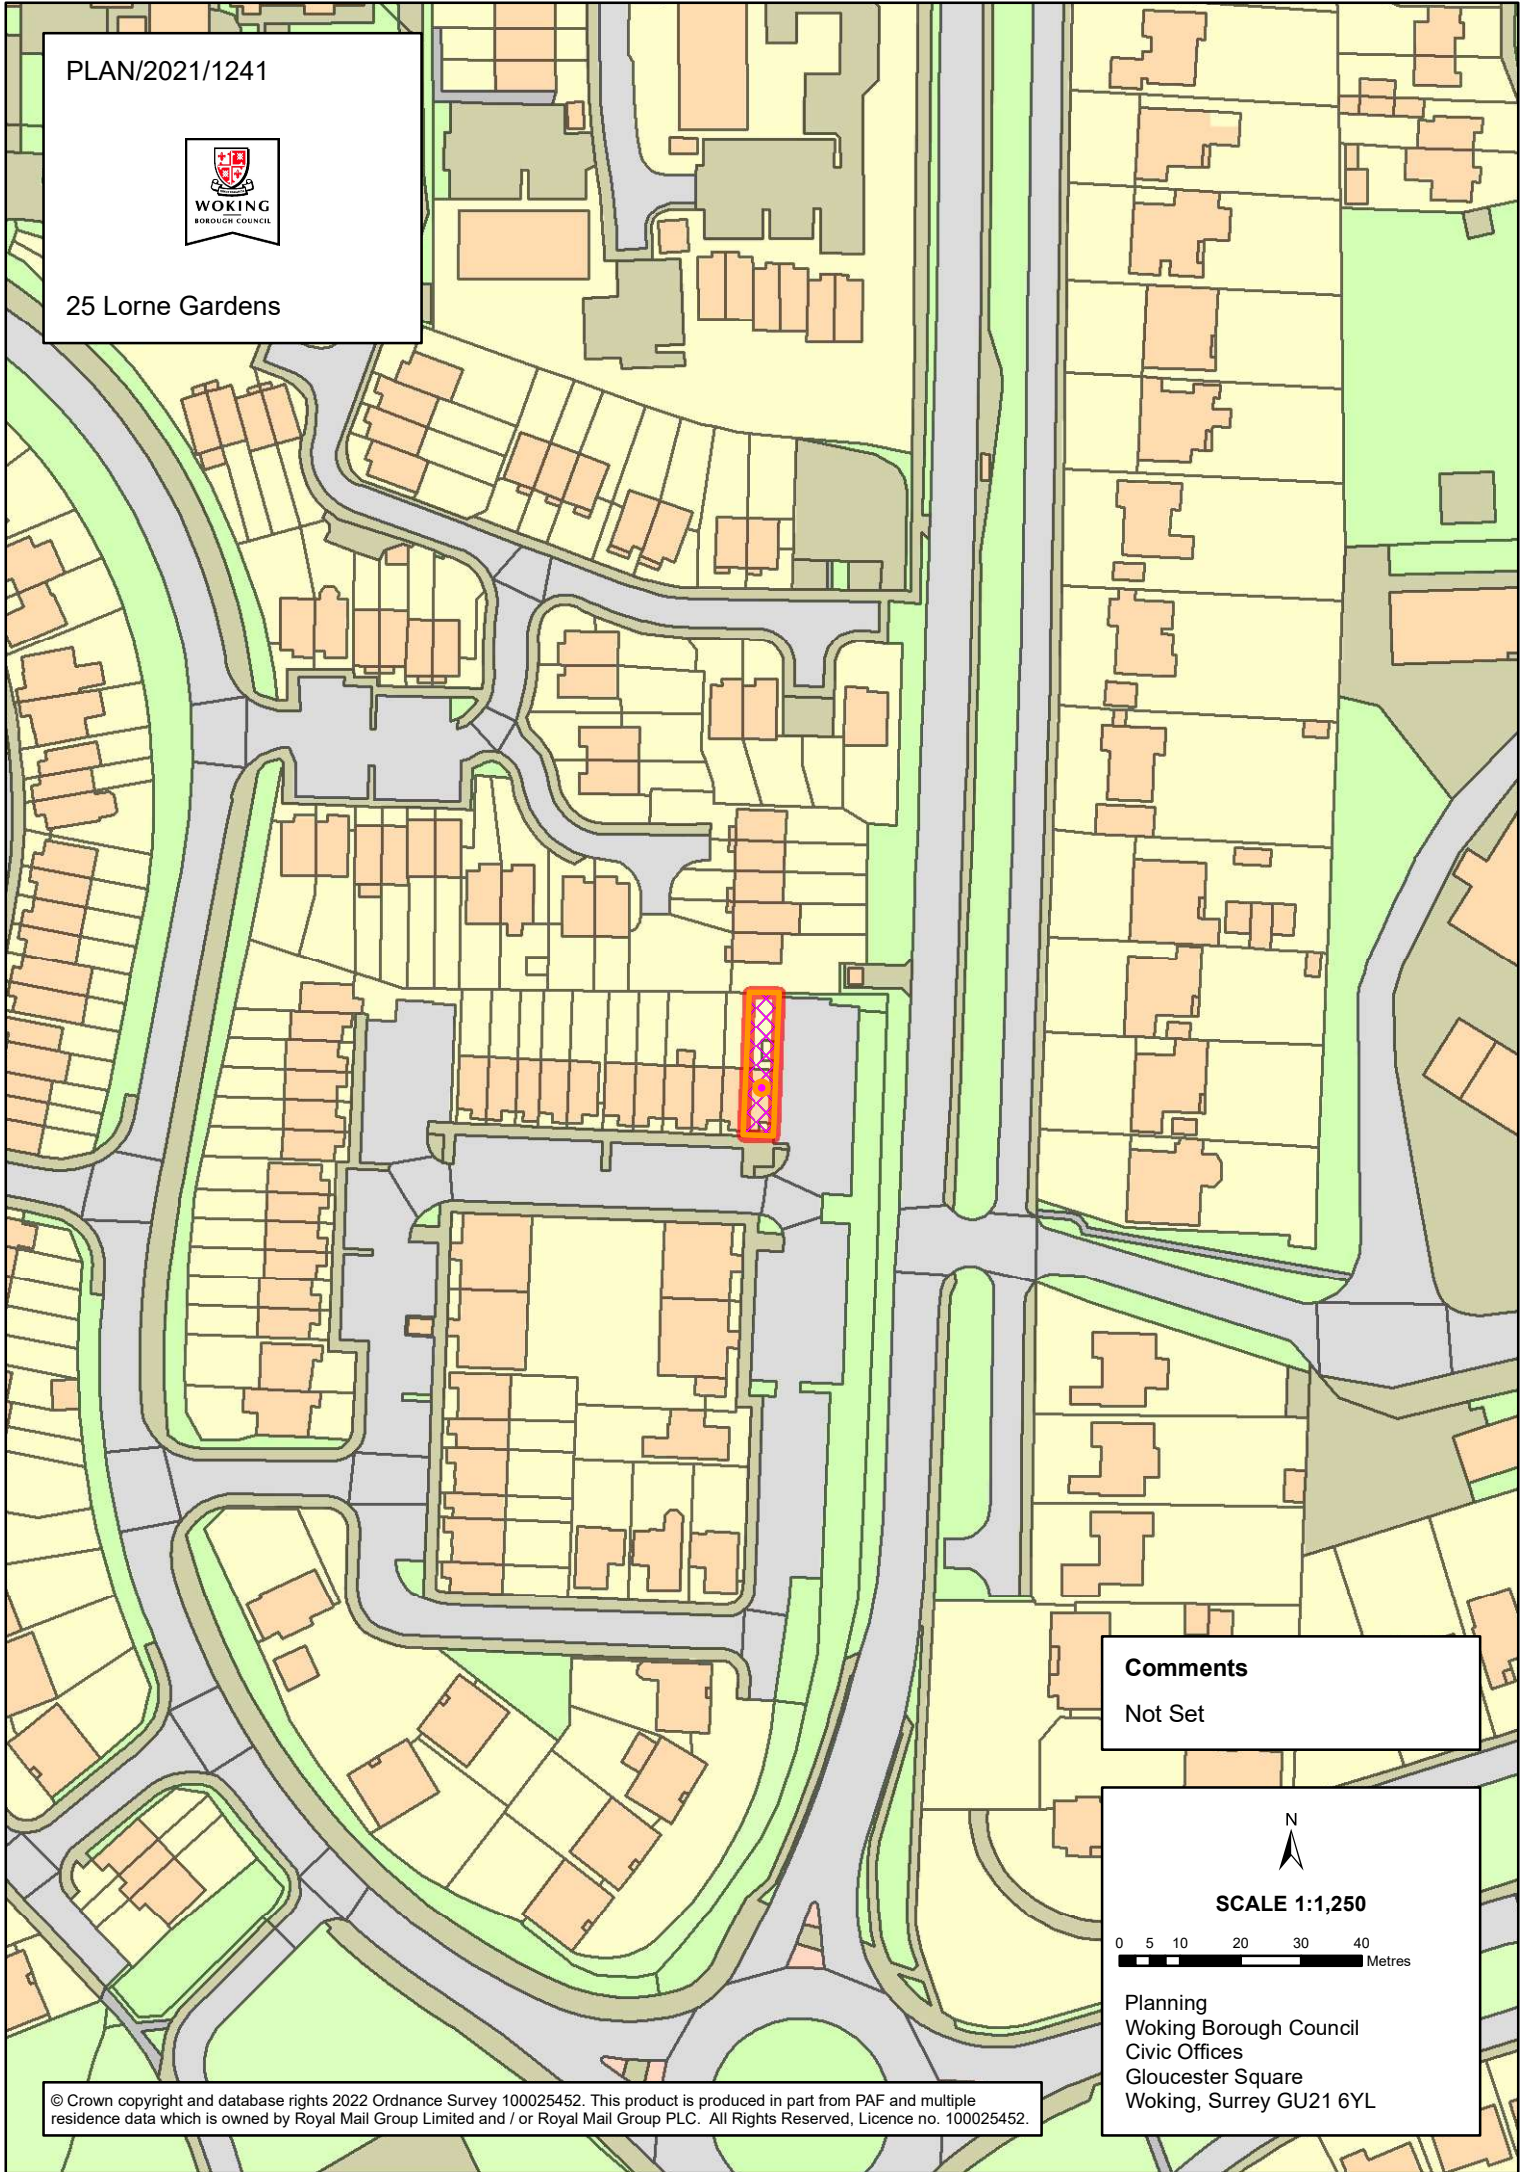 PLAN/2021/1241
WOKING
BOROUGH COUNCIL
25 Lorne Gardens
Comments
Not Set
N
SCALE 1:1,250
0 5 10 20 30 40
Metres
Planning
Woking Borough Council
Civic Offices
Gloucester Square
Woking, Surrey GU21 6YL
© Crown copyright and database rights 2022 Ordnance Survey 100025452. This product is produced in part from PAF and multiple
residence data which is owned by Royal Mail Group Limited and / or Royal Mail Group PLC. All Rights Reserved, Licence no. 100025452.